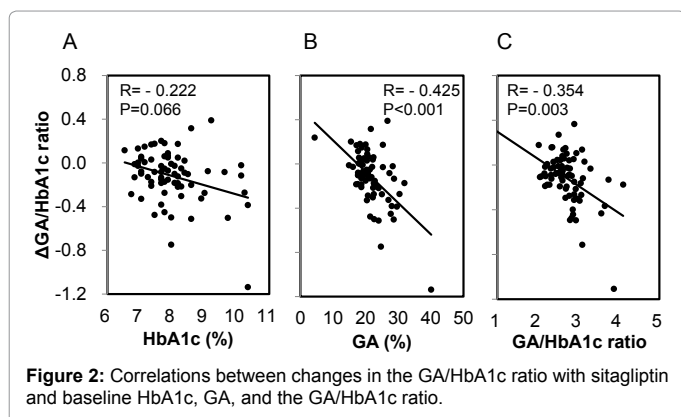 A
B
C
R= - 0.222
P=0.066
R= - 0.425
P<0.001
R= - 0.354
P=0.003
ΔGA/HbA1c ratio
0.8
0.4
0.0
-0.4
-0.8
-1.2
6 7 8 9 10 11
0 10 20 30 40 50
1 2 3 4 5
HbA1c (%)
GA (%)
GA/HbA1c ratio
Figure 2: Correlations between changes in the GA/HbA1c ratio with sitagliptin
and baseline HbA1c, GA, and the GA/HbA1c ratio.